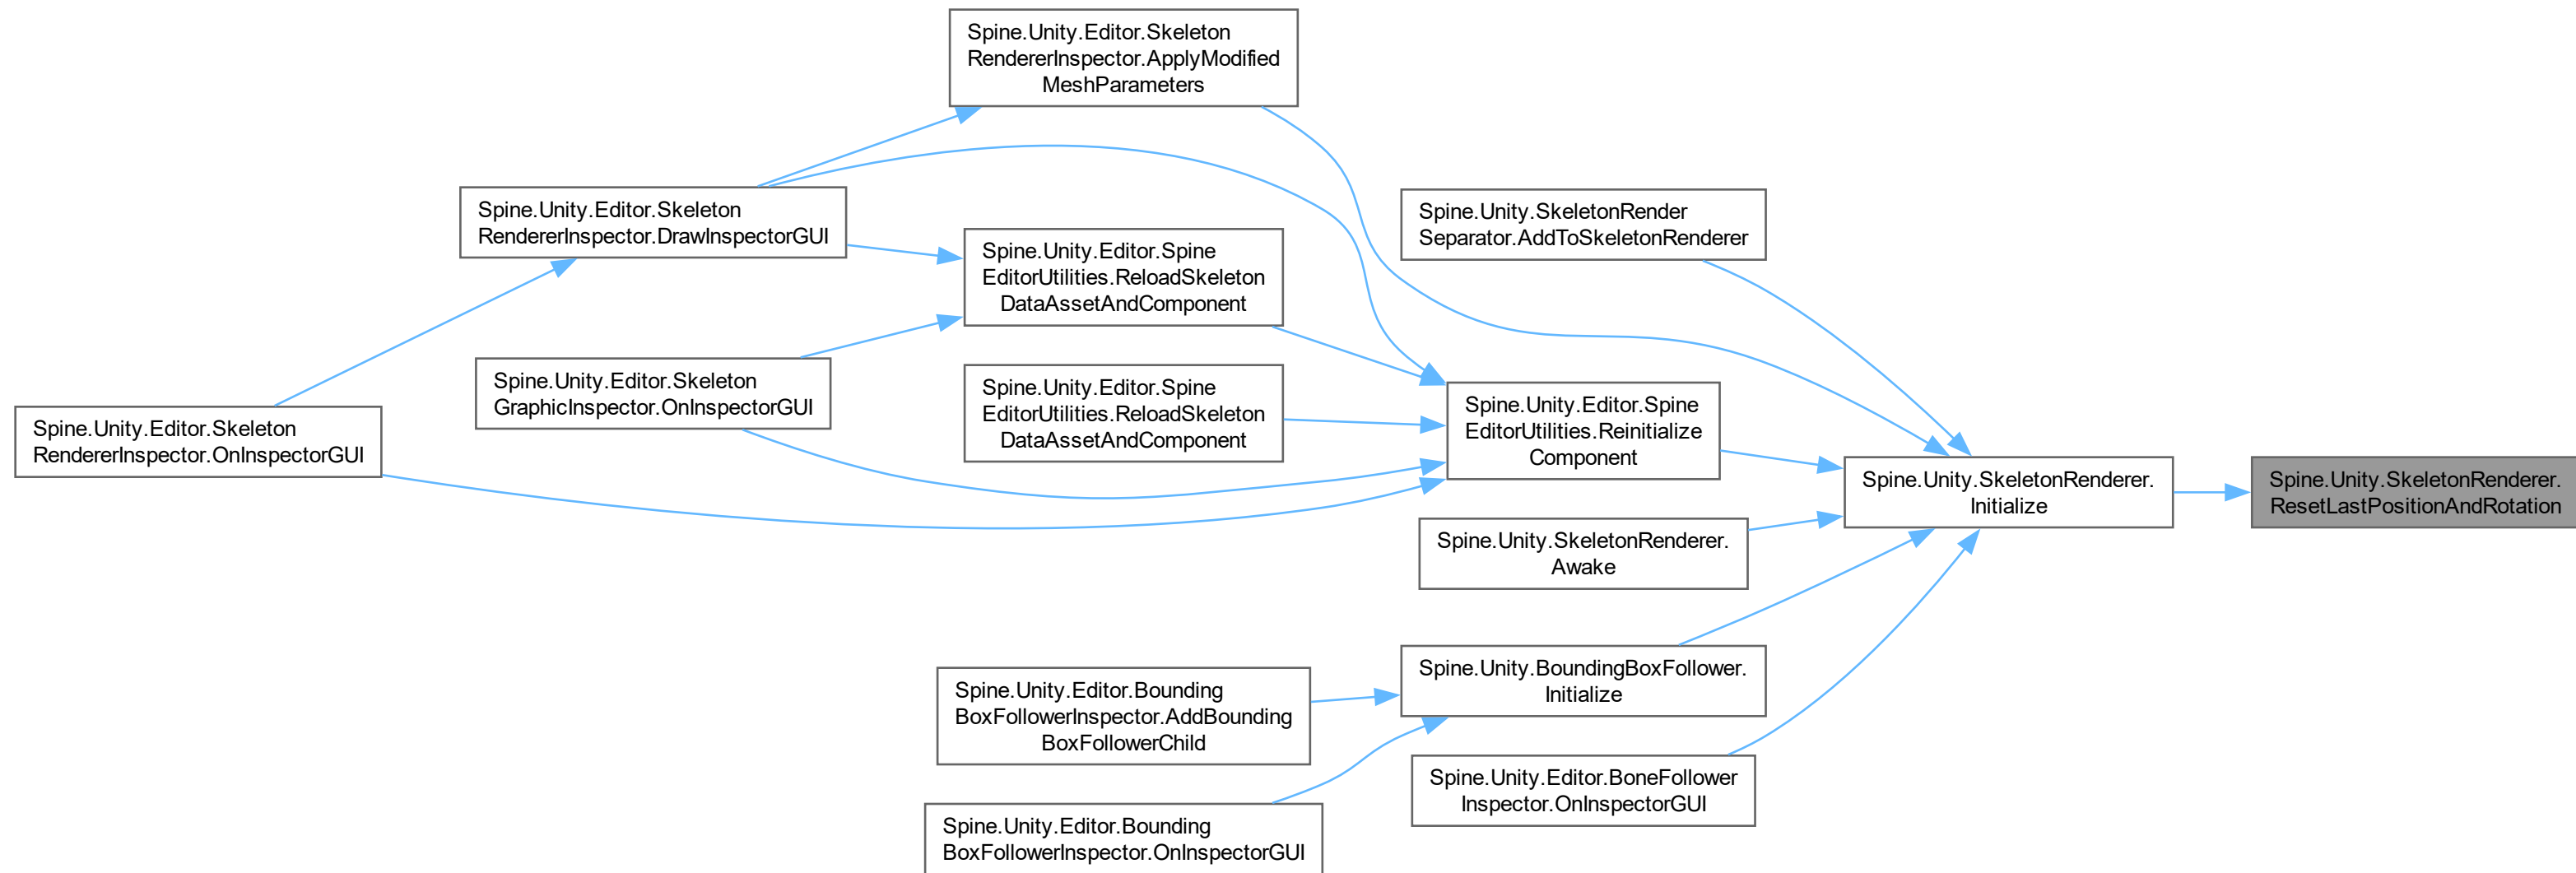 Spine.Unity.Editor.Skeleton
RendererInspector.ApplyModified
MeshParameters
Spine.Unity.Editor.Skeleton
RendererInspector.DrawInspectorGUI
Spine.Unity.SkeletonRender
Separator.AddToSkeletonRenderer
Spine.Unity.Editor.Spine
EditorUtilities.ReloadSkeleton
DataAssetAndComponent
Spine.Unity.Editor.Skeleton
GraphicInspector.OnInspectorGUI
Spine.Unity.Editor.Spine
EditorUtilities.ReloadSkeleton
DataAssetAndComponent
Spine.Unity.Editor.Spine
EditorUtilities.Reinitialize
Component
Spine.Unity.Editor.Skeleton
RendererInspector.OnInspectorGUI
Spine.Unity.SkeletonRenderer.
Initialize
Spine.Unity.SkeletonRenderer.
ResetLastPositionAndRotation
Spine.Unity.SkeletonRenderer.
Awake
Spine.Unity.BoundingBoxFollower.
Initialize
Spine.Unity.Editor.Bounding
BoxFollowerInspector.AddBounding
BoxFollowerChild
Spine.Unity.Editor.BoneFollower
Inspector.OnInspectorGUI
Spine.Unity.Editor.Bounding
BoxFollowerInspector.OnInspectorGUI